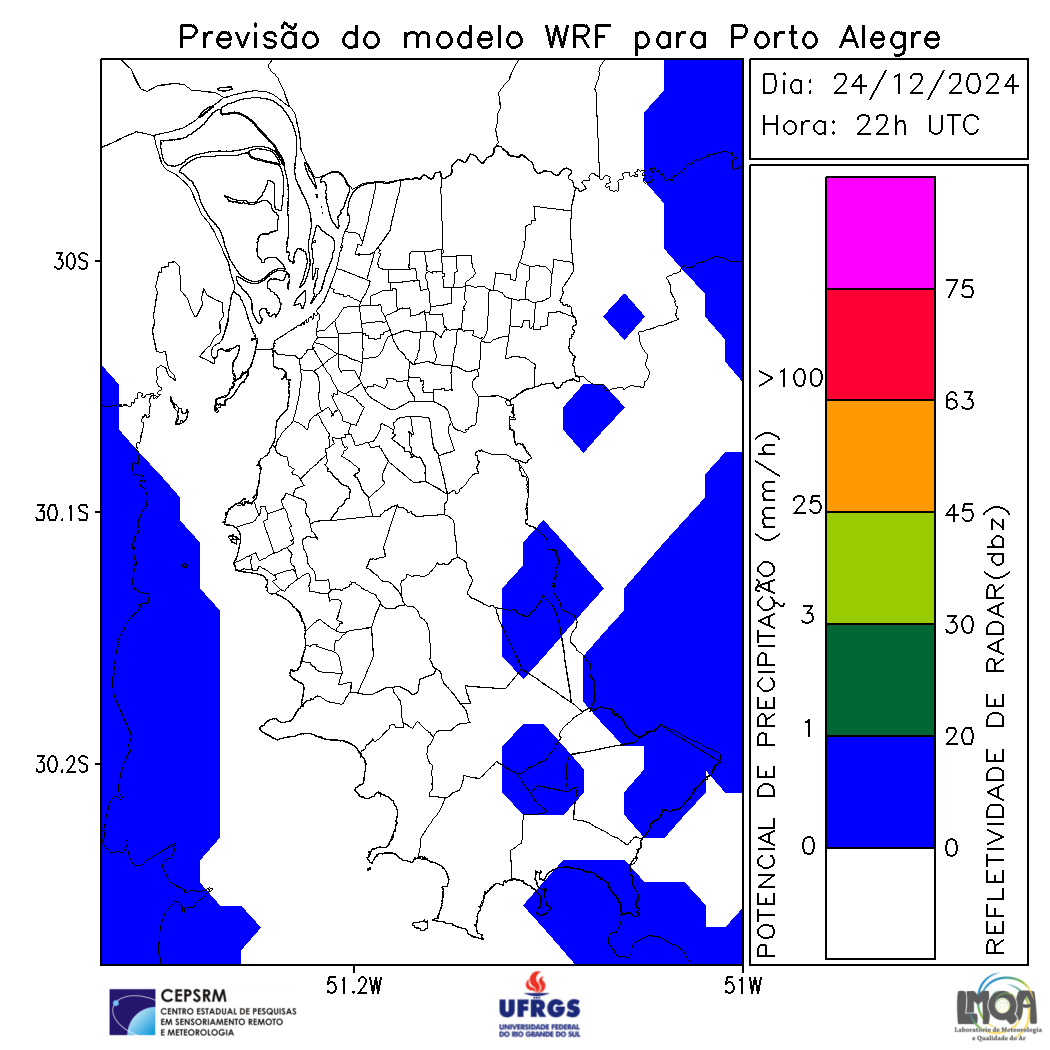 Previsão do modelo WRF para Porto Alegre
Dia: 24/12/2024
Hora: 22h UTC
30S
30.1S
30.2S
51.2W
51W
POTENCIAL DE PRECIPITAÇÃO (mm/h)
>100
25
3
1
0
75
63
45
30
20
0
REFLETIVIDADE DE RADAR(dbz)
CEPSRM
CENTRO ESTADUAL DE PESQUISAS
EM SENSORIAMENTO REMOTO
E METEOROLOGIA
UFRGS
UNIVERSIDADE FEDERAL
DO RIO GRANDE DO SUL
LMQA
Laboratório de Meteorologia
e Qualidade do Ar